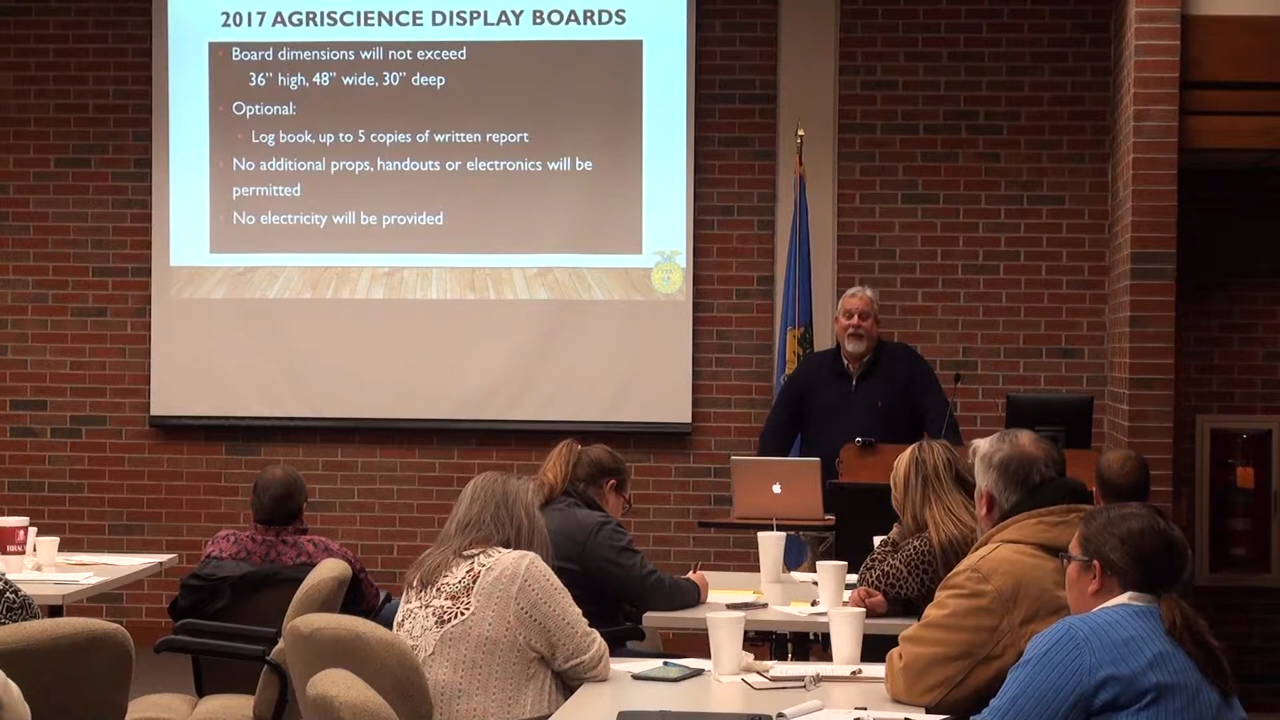 2017 AGRISCIENCE DISPLAY BOARDS
Board dimensions will not exceed
36” high, 48” wide, 30” deep
Optional:
Log book, up to 5 copies of written report
No additional props, handouts or electronics will be
permitted
No electricity will be provided